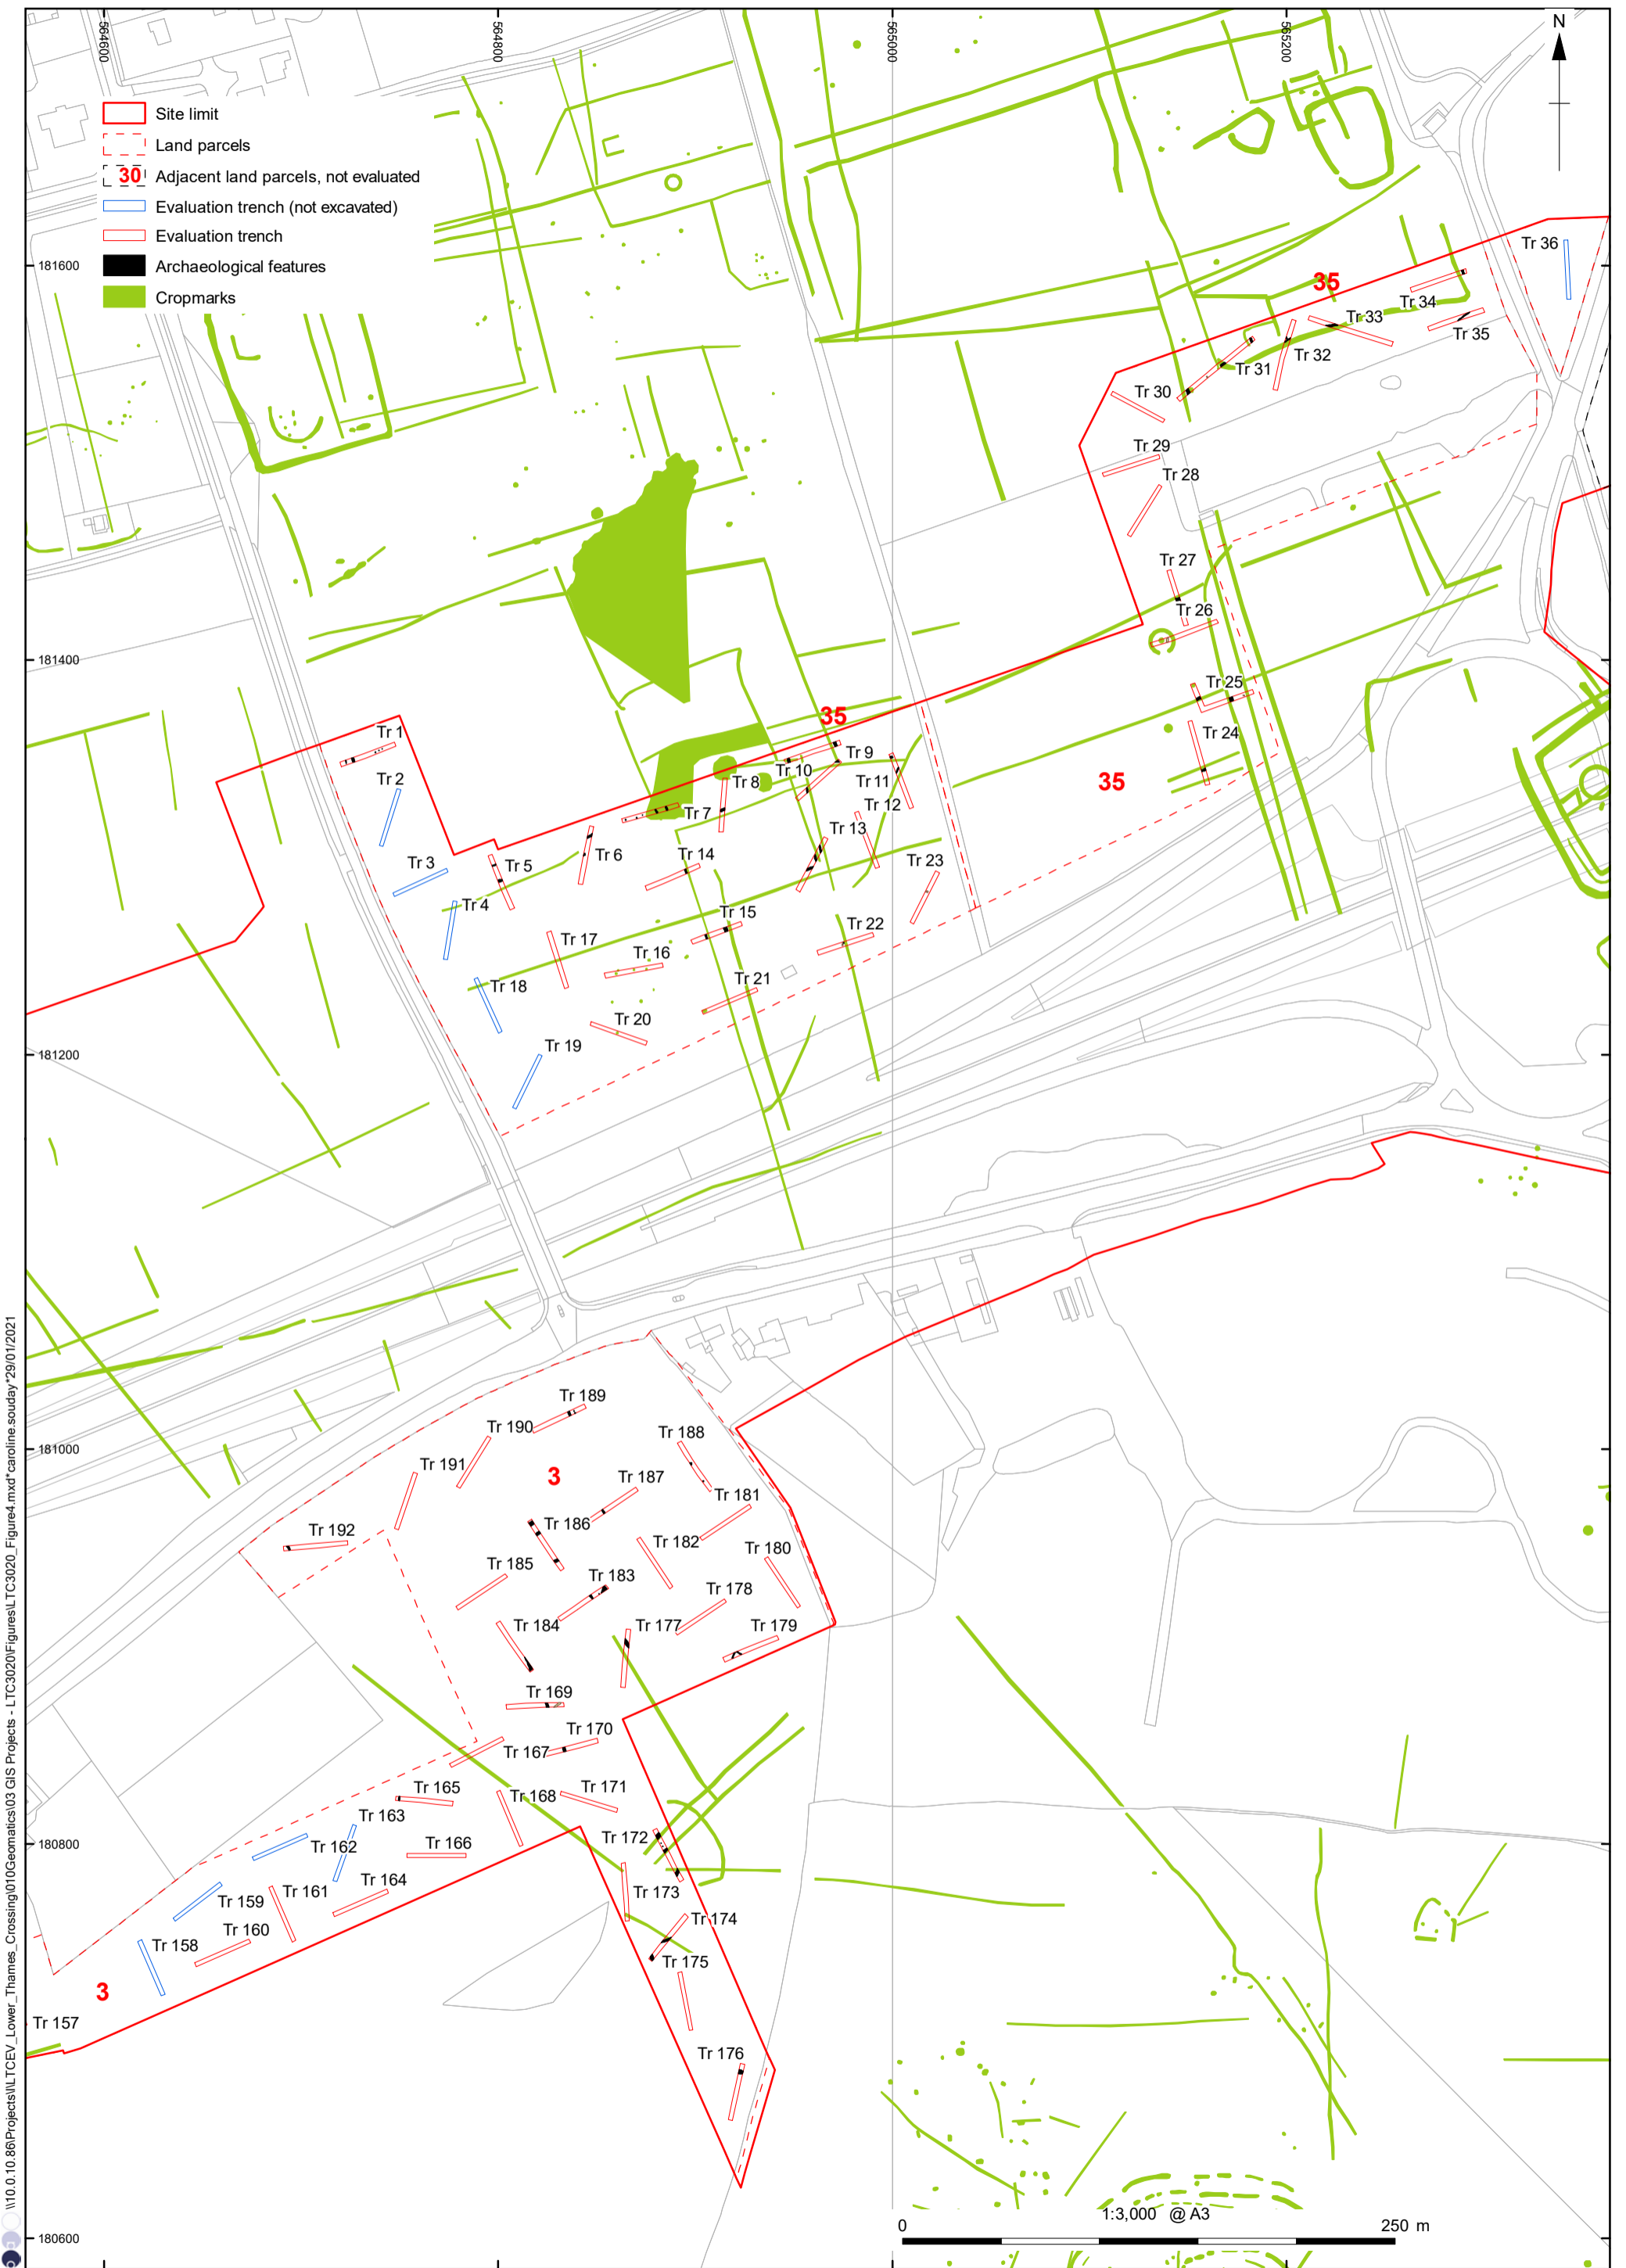 564600
564800
565000
565200
N
Site limit
Land parcels
30 Adjacent land parcels, not evaluated
Evaluation trench (not excavated)
Evaluation trench
Archaeological features
Cropmarks
Tr 36
181600
35
Tr 34
Tr 33
Tr 35
Tr 32
Tr 31
Tr 30
Tr 29
Tr 28
Tr 27
Tr 26
181400
Tr 25
35
Tr 24
Tr 1
Tr 9
Tr 2
Tr 10
Tr 11
35
Tr 8
Tr 12
Tr 7
Tr 13
Tr 6
Tr 14
Tr 23
Tr 3
Tr 5
Tr 4
Tr 15
Tr 22
Tr 17
Tr 16
Tr 21
Tr 18
Tr 20
Tr 19
181200
Tr 189
Tr 190
Tr 188
181000
Tr 191
3
Tr 187
Tr 181
Tr 186
Tr 192
Tr 182
Tr 180
Tr 185
Tr 183
Tr 178
Tr 184
Tr 177
Tr 179
Tr 169
Tr 170
Tr 167
Tr 165
Tr 171
Tr 168
Tr 163
Tr 172
180800
Tr 162
Tr 166
Tr 164
Tr 161
Tr 173
Tr 159
Tr 174
Tr 160
Tr 158
Tr 175
3
Tr 157
Tr 176
1:3,000 @ A3
0
250 m
180600
\\10.0.10.86\Projects\l\LTCEV_Lower_Thames_Crossing\010Geomatics\03 GIS Projects - LTC3020\Figures\LTC3020_Figure4.mxd*caroline.souday*29/01/2021